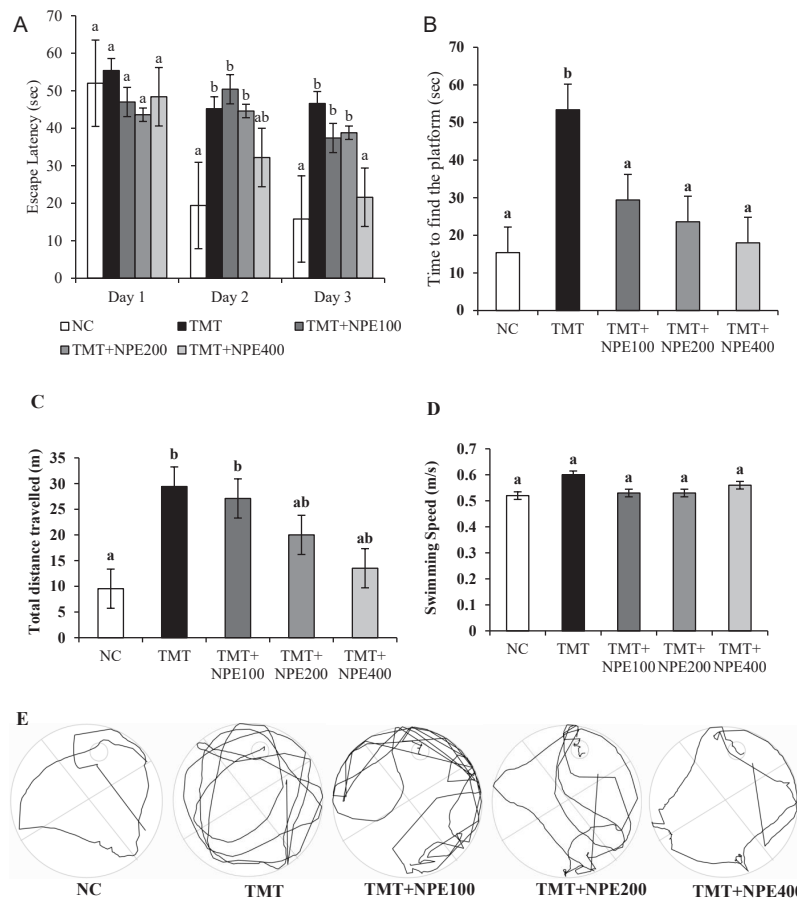 A
Escape Latency (sec)
70
60
50
40
30
20
10
0
a a a a a
a b b b ab
a b b b a
Day 1 Day 2 Day 3
NC TMT TMT+NPE100
TMT+NPE200 TMT+NPE400
B
Time to find the platform (sec)
70
60
50
40
30
20
10
0
a b a a a
NC TMT TMT+ TMT+ TMT+
NPE100 NPE200 NPE400
C
Total distance travelled (m)
35
30
25
20
15
10
5
0
a b b ab ab
NC TMT TMT+ TMT+ TMT+
NPE100 NPE200 NPE400
D
Swimming Speed (m/s)
0.7
0.6
0.5
0.4
0.3
0.2
0.1
0
a a a a a
NC TMT TMT+ TMT+ TMT+
NPE100 NPE200 NPE400
E
NC TMT TMT+NPE100 TMT+NPE200 TMT+NPE400